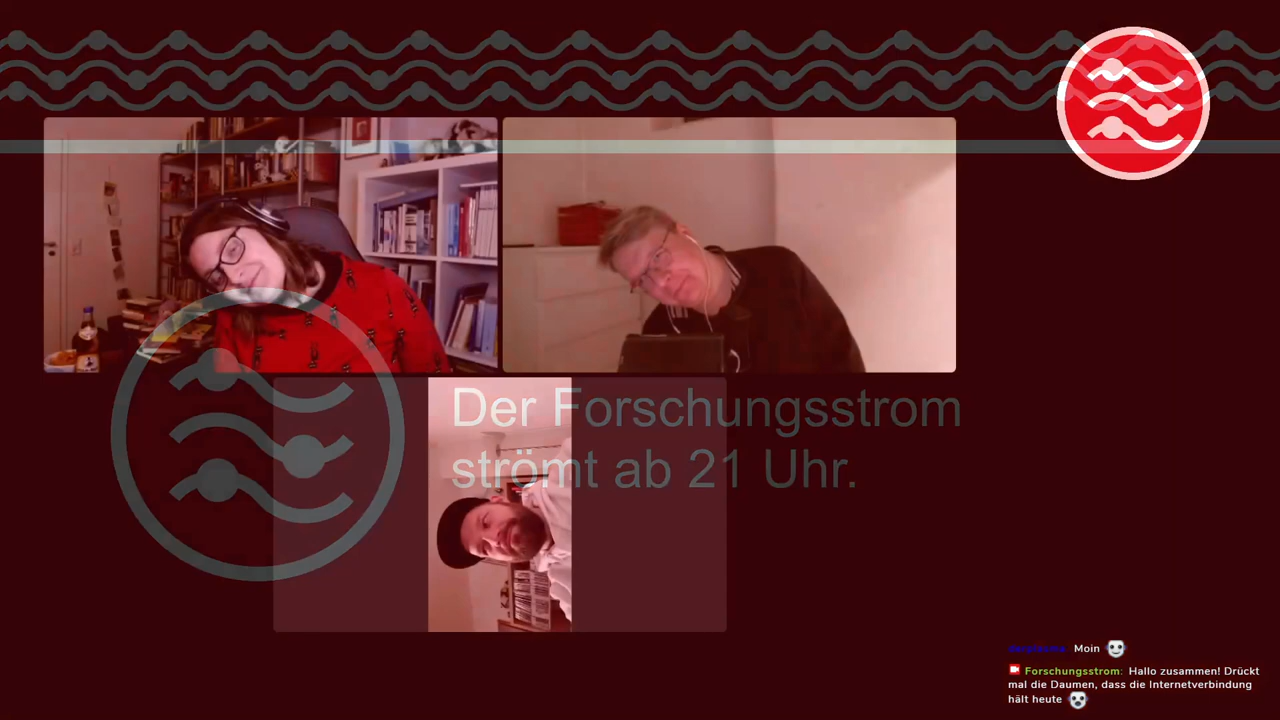 Der Forschungsstrom
strömt ab 21 Uhr.
Moin
Forschungsstrom: Hallo zusammen! Drückt
mal die Daumen, dass die Internetverbindung
hält heute